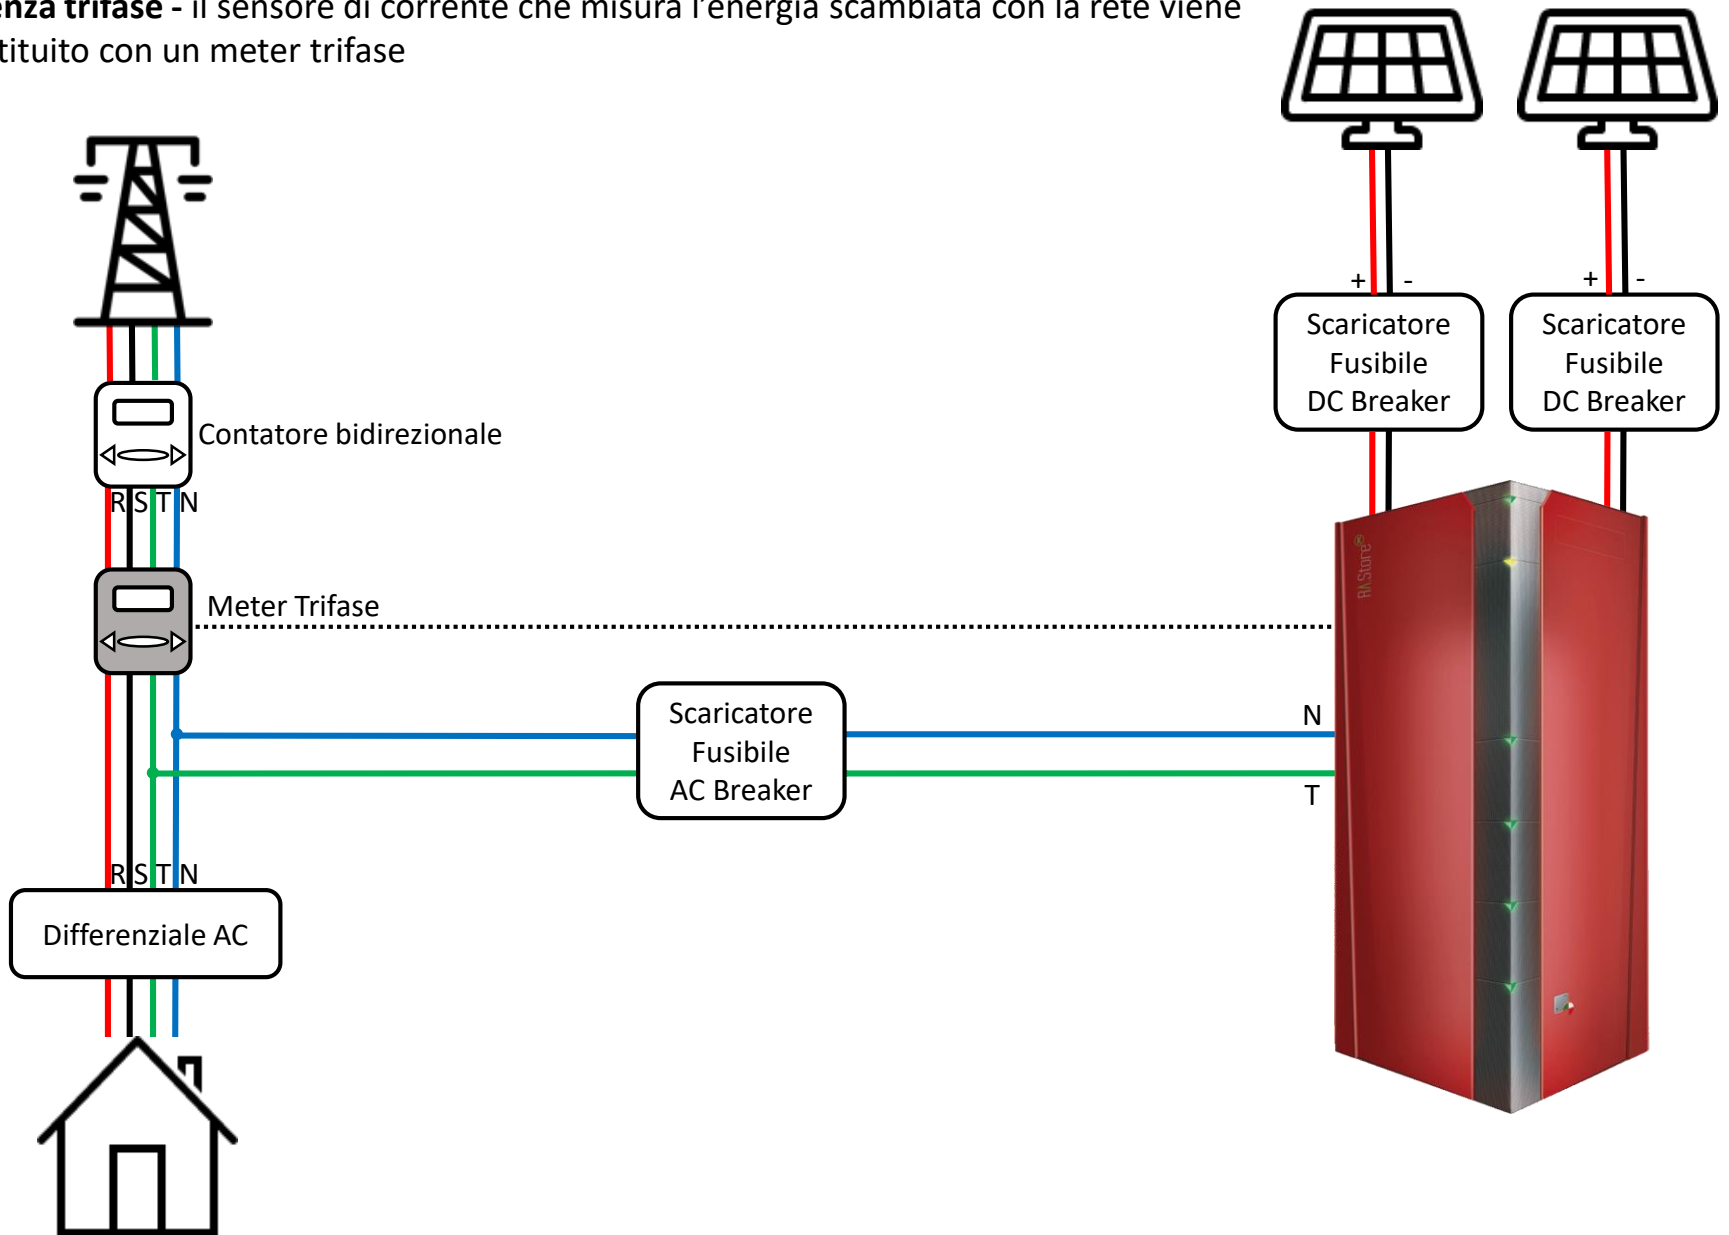 enza trifase - il sensore di corrente che misura l'energia scambiata con la rete viene
tituito con un meter trifase
+ -
+ -
Scaricatore
Fusibile
DC Breaker
Scaricatore
Fusibile
DC Breaker
Contatore bidirezionale
R S T N
RAStore®
Meter Trifase
Scaricatore
Fusibile
AC Breaker
N
T
R S T N
Differenziale AC